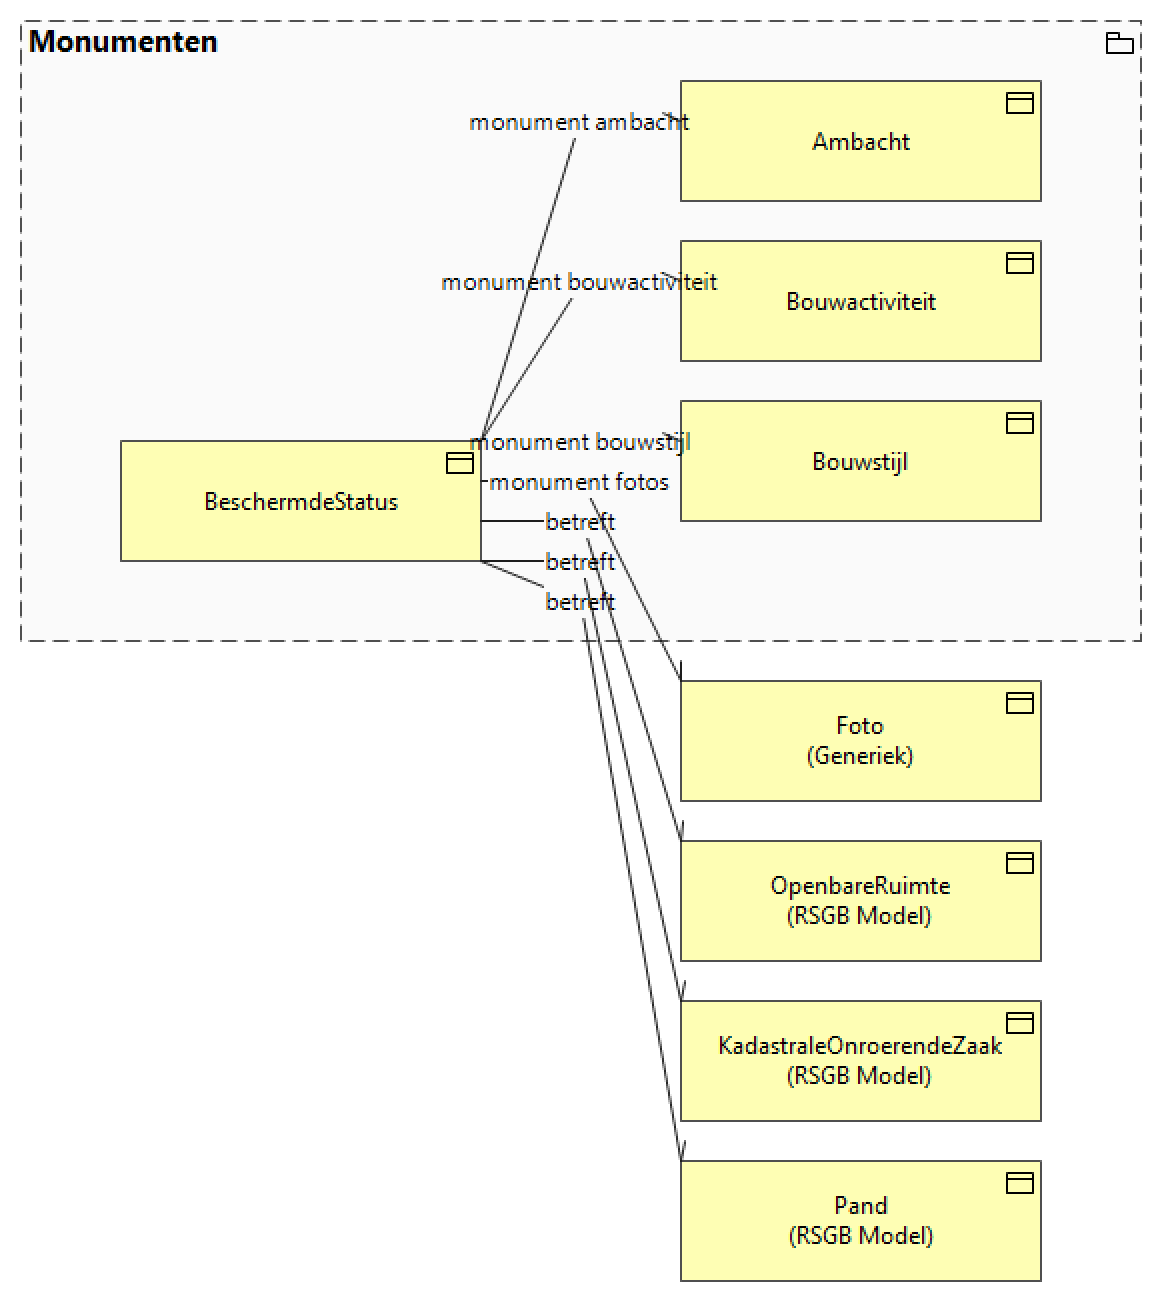 Monumenten
monument ambacht
Ambacht
monument bouwactiviteit
Bouwactiviteit
monument bouwstijl
Bouwstijl
BeschermdeStatus
monument fotos
betreft
betreft
betreft
Foto
(Generiek)
OpenbareRuimte
(RSGB Model)
KadastraleOnroerendeZaak
(RSGB Model)
Pand
(RSGB Model)